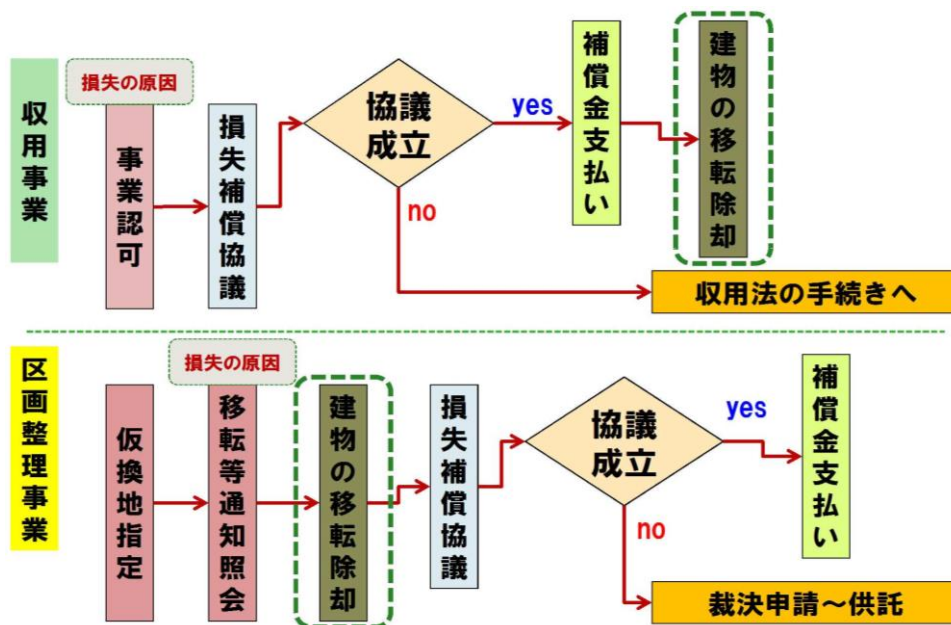 収用事業
損失の原因
事業認可
損失補償協議
協議
成立
yes
no
補償金支払い
建物の移転除却
収用法の手続きへ
区画整理事業
仮換地指定
損失の原因
移転等通知照会
建物の移転除却
損失補償協議
協議
成立
yes
no
補償金支払い
裁決申請~供託